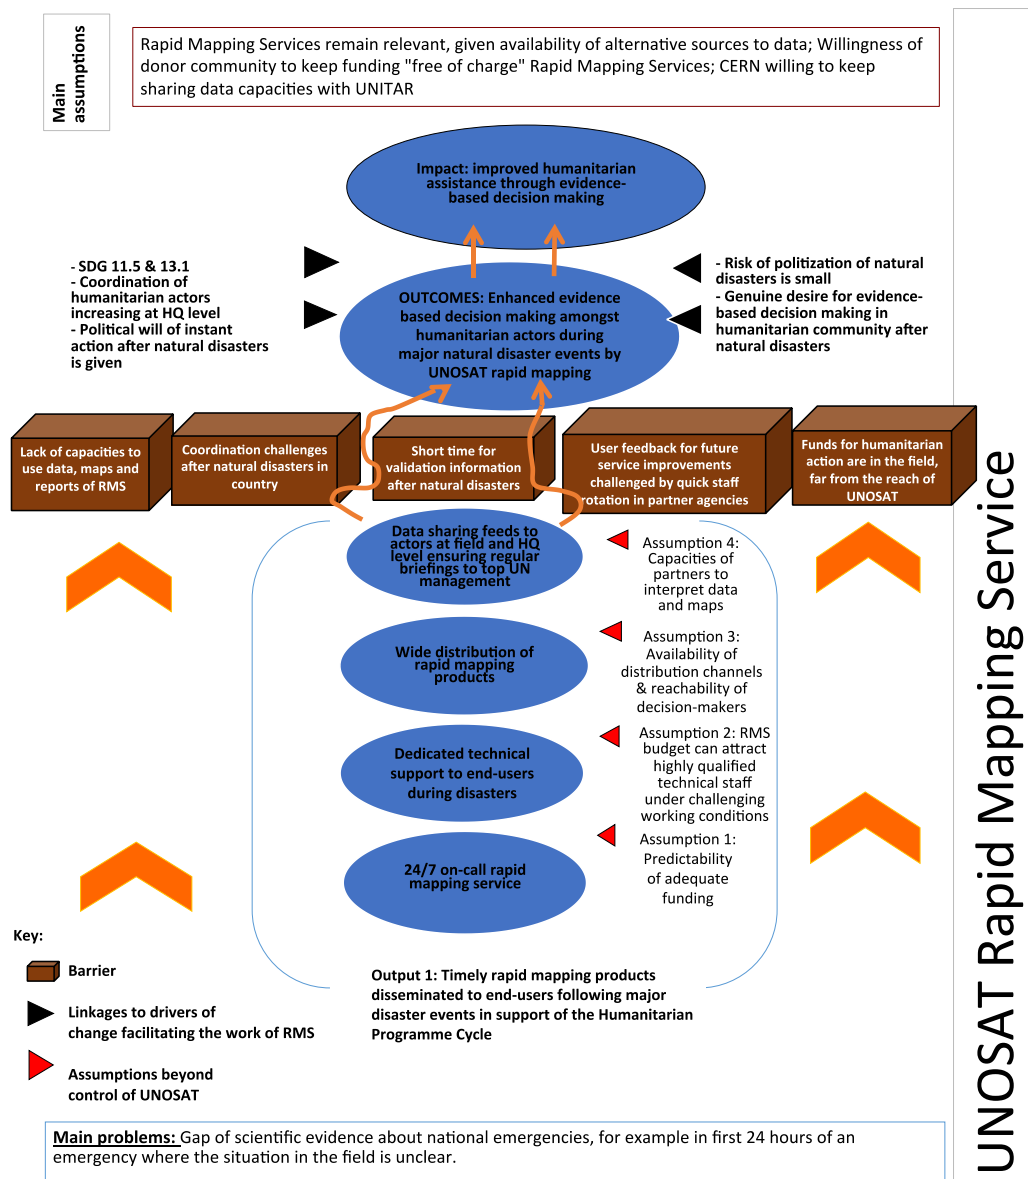 Main
assumptions
Rapid Mapping Services remain relevant, given availability of alternative sources to data; Willingness of
donor community to keep funding "free of charge" Rapid Mapping Services; CERN willing to keep
sharing data capacities with UNITAR
Impact: improved humanitarian
assistance through evidence-
based decision making
- SDG 11.5 & 13.1
- Coordination of
humanitarian actors
increasing at HQ level
- Political will of instant
action after natural disasters
is given
OUTCOMES: Enhanced evidence
based decision making amongst
humanitarian actors during
major natural disaster events by
UNOSAT rapid mapping
- Risk of politization of natural
disasters is small
- Genuine desire for evidence-
based decision making in
humanitarian community after
natural disasters
Lack of capacities to
use data, maps and
reports of RMS
Coordination challenges
after natural disasters in
country
Short time for
validation information
after natural disasters
User feedback for future
service improvements
challenged by quick staff
rotation in partner agencies
Funds for humanitarian
action are in the field,
far from the reach of
UNOSAT
Data sharing feeds to
actors at field and HQ
level ensuring regular
briefings to top UN
management
Assumption 4:
Capacities of
partners to
interpret data
and maps
Wide distribution of
rapid mapping
products
Assumption 3:
Availability of
distribution channels
& reachability of
decision-makers
Dedicated technical
support to end-users
during disasters
Assumption 2: RMS
budget can attract
highly qualified
technical staff
under challenging
working conditions
24/7 on-call rapid
mapping service
Assumption 1:
Predictability
of adequate
funding
Key:
Barrier
Linkages to drivers of
change facilitating the work of RMS
Assumptions beyond
control of UNOSAT
Output 1: Timely rapid mapping products
disseminated to end-users following major
disaster events in support of the Humanitarian
Programme Cycle
Main problems: Gap of scientific evidence about national emergencies, for example in first 24 hours of an
emergency where the situation in the field is unclear.
UNOSAT Rapid Mapping Service